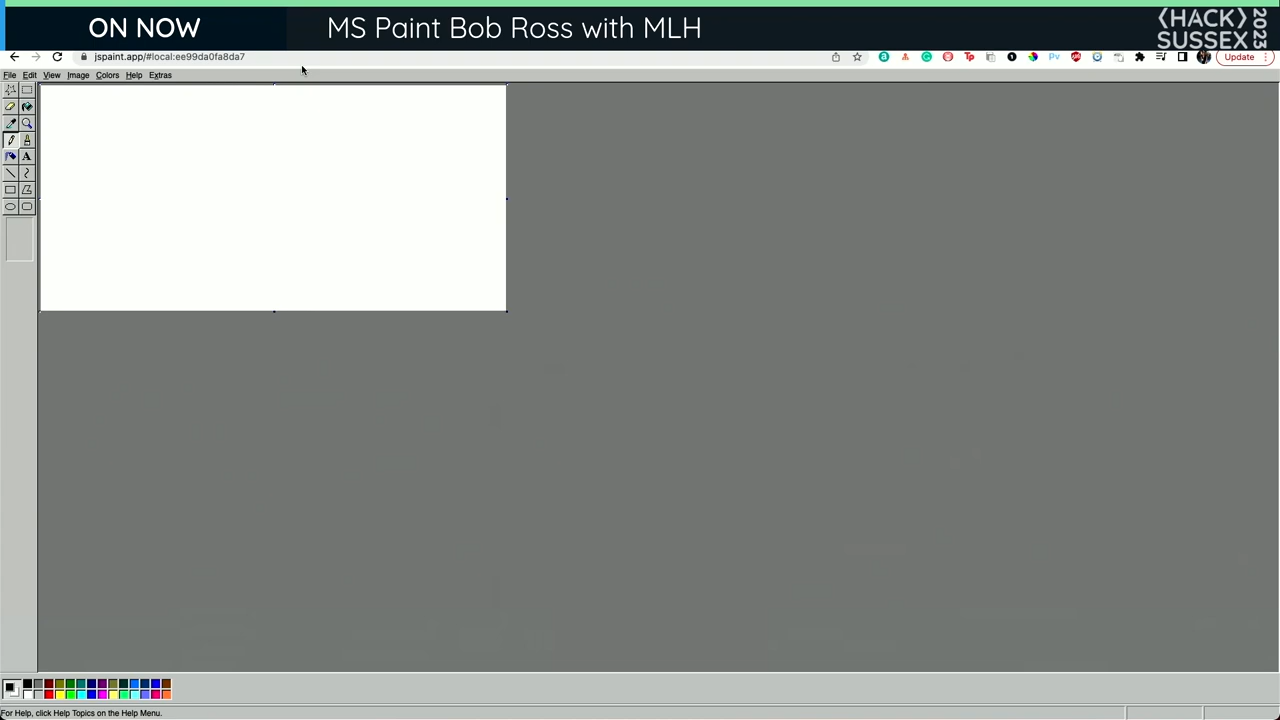 ON NOW
MS Paint Bob Ross with MLH
{HACK}
SUSSEX
2023
jspaint.app/#local:ee99da0fa8da7
Update
File Edit View Image Colors Help Extras
A
For Help, click Help Topics on the Help Menu.